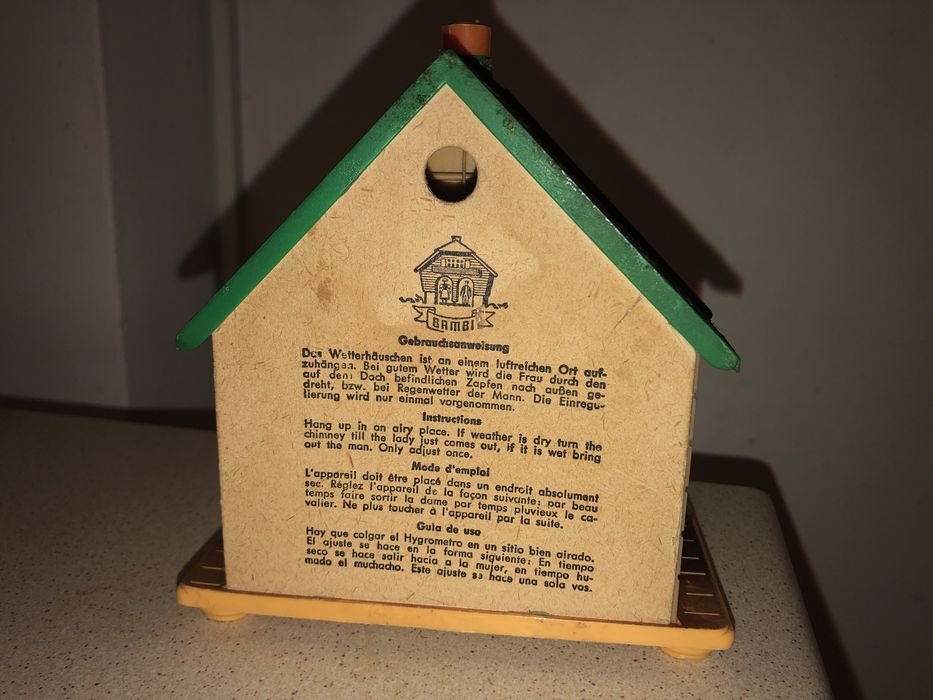 BAMBI
Gebrauchsanweisung
Das Wetterhäuschen ist an einem luftreichen Ort auf-
zuhängen. Bei gutem Wetter wird die Frau durch den
auf dem Dach befindlichen Zapfen nach außen ge-
dreht, bzw. bei Regenwetter der Mann. Die Einregu-
lierung wird nur einmal vorgenommen.
Instructions
Hang up in an airy place. If weather is dry turn the
chimney till the lady just comes out, if it is wet bring
out the man. Only adjust once.
Mode d'emploi
L'appareil doit être placé dans un endroit absolument
sec. Réglez l'appareil de la façon suivante: par beau
temps faire sortir la dame par temps pluvieux le ca-
valier. Ne plus toucher à l'appareil par la suite.
Guia de uso
Hay que colgar el Hygrometro en un sitio bien airado.
El ajuste se hace en la forma siguiente: En tiempo
seco se hace salir hacia a la mujer, en tiempo hu-
mado el muchacho. Este ajuste se hace una sola vos.